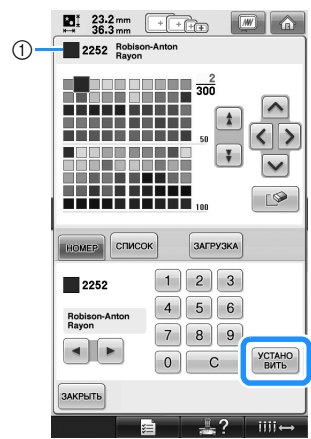 23.2 mm
36.3 mm
1
2252 Robison-Anton
Rayon
2
300
50
100
НОМЕР СПИСОК ЗАГРУЗКА
2252
Robison-Anton
Rayon
1 2 3
4 5 6
7 8 9
0 C
УСТАНО
ВИТЬ
ЗАКРЫТЬ
?